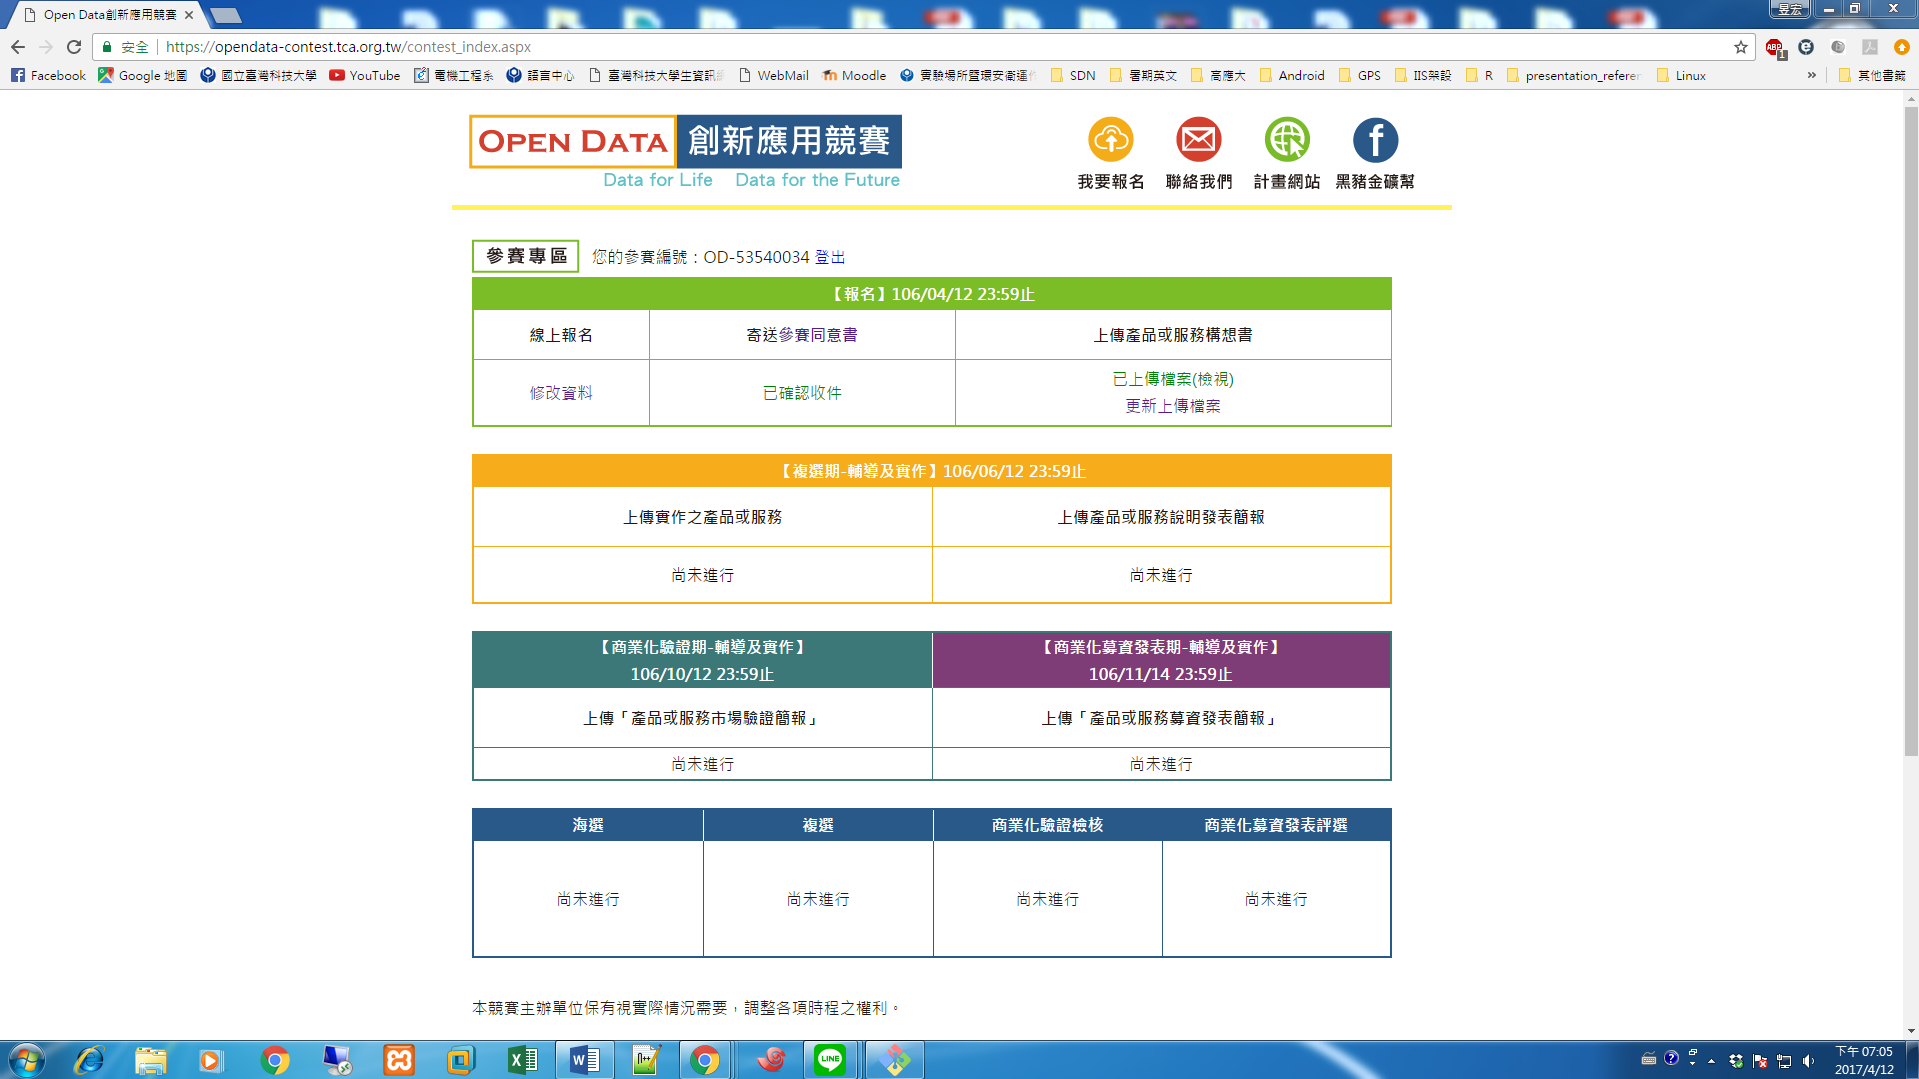 Open Data創新應用競賽
昱宏
安全 https://opendata-contest.tca.org.tw/contest_index.aspx
ABP 1
Facebook Google 地圖 國立臺灣科技大學 YouTube 電機工程系 語言中心 臺灣科技大學生資訊 WebMail Moodle 實驗場所暨環安衛運作 SDN 暑期英文 高應大 Android GPS IIS架設 R presentation_referen Linux » 其他書籤
OPEN DATA 創新應用競賽
Data for Life Data for the Future
我要報名 聯絡我們 計畫網站 黑豬金礦幫
參賽專區 您的參賽編號：OD-53540034 登出
【報名】106/04/12 23:59止
線上報名 寄送參賽同意書 上傳產品或服務構想書
修改資料 已確認收件 已上傳檔案(檢視)
更新上傳檔案
【複選期-輔導及實作】106/06/12 23:59止
上傳實作之產品或服務 上傳產品或服務說明發表簡報
尚未進行 尚未進行
【商業化驗證期-輔導及實作】 【商業化募資發表期-輔導及實作】
106/10/12 23:59止 106/11/14 23:59止
上傳「產品或服務市場驗證簡報」 上傳「產品或服務募資發表簡報」
尚未進行 尚未進行
海選 複選 商業化驗證檢核 商業化募資發表評選
尚未進行 尚未進行 尚未進行 尚未進行
本競賽主辦單位保有視實際情況需要，調整各項時程之權利。
LINE
下午 07:05
2017/4/12